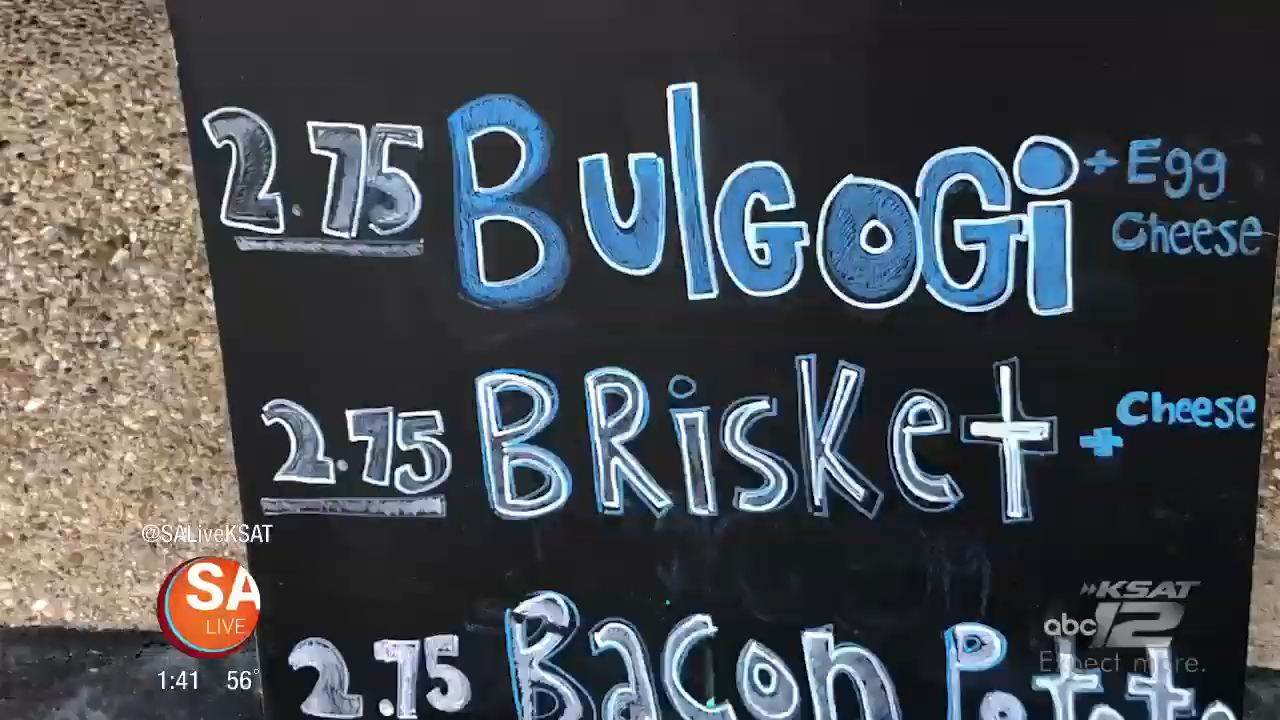 2.75 Bulgogi + Egg
Cheese
2.75 BRisket + Cheese
@SALiveKSAT
SA
LIVE
1:41 56°
2.75 Bacon
KSAT
abc 12
Expect more.